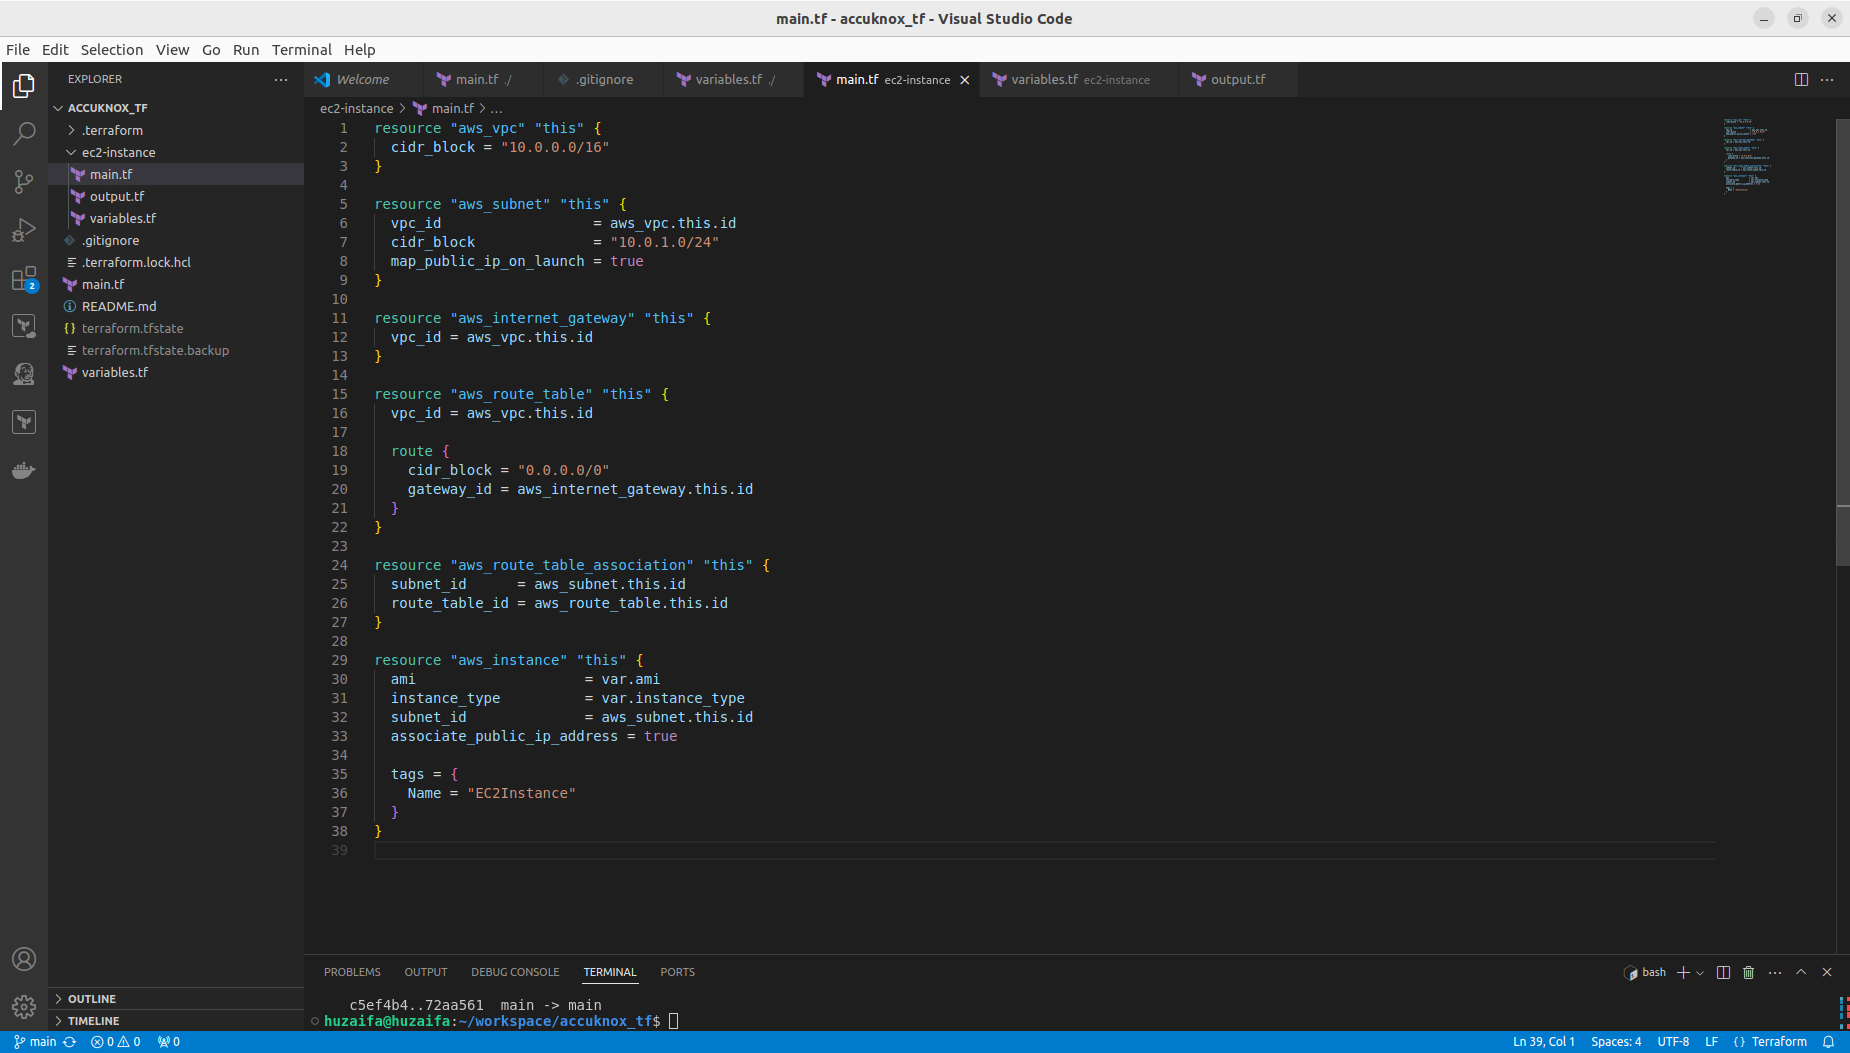 main.tf - accuknox_tf - Visual Studio Code
File Edit Selection View Go Run Terminal Help
EXPLORER
ACCUKNOX_TF
.terraform
ec2-instance
main.tf
output.tf
variables.tf
.gitignore
.terraform.lock.hcl
main.tf
README.md
terraform.tfstate
terraform.tfstate.backup
variables.tf
2
OUTLINE
TIMELINE
Welcome main.tf ./ .gitignore variables.tf ./ main.tf ec2-instance variables.tf ec2-instance output.tf
ec2-instance > main.tf > ...
1 resource "aws_vpc" "this" {
2 cidr_block = "10.0.0.0/16"
3 }
4
5 resource "aws_subnet" "this" {
6 vpc_id = aws_vpc.this.id
7 cidr_block = "10.0.1.0/24"
8 map_public_ip_on_launch = true
9 }
10
11 resource "aws_internet_gateway" "this" {
12 vpc_id = aws_vpc.this.id
13 }
14
15 resource "aws_route_table" "this" {
16 vpc_id = aws_vpc.this.id
17
18 route {
19 cidr_block = "0.0.0.0/0"
20 gateway_id = aws_internet_gateway.this.id
21 }
22 }
23
24 resource "aws_route_table_association" "this" {
25 subnet_id = aws_subnet.this.id
26 route_table_id = aws_route_table.this.id
27 }
28
29 resource "aws_instance" "this" {
30 ami = var.ami
31 instance_type = var.instance_type
32 subnet_id = aws_subnet.this.id
33 associate_public_ip_address = true
34
35 tags = {
36 Name = "EC2Instance"
37 }
38 }
39
PROBLEMS OUTPUT DEBUG CONSOLE TERMINAL PORTS bash
c5ef4b4..72aa561 main -> main
huzaifa@huzaifa:~/workspace/accuknox_tf$
main 0 0 0 Ln 39, Col 1 Spaces: 4 UTF-8 LF {} Terraform